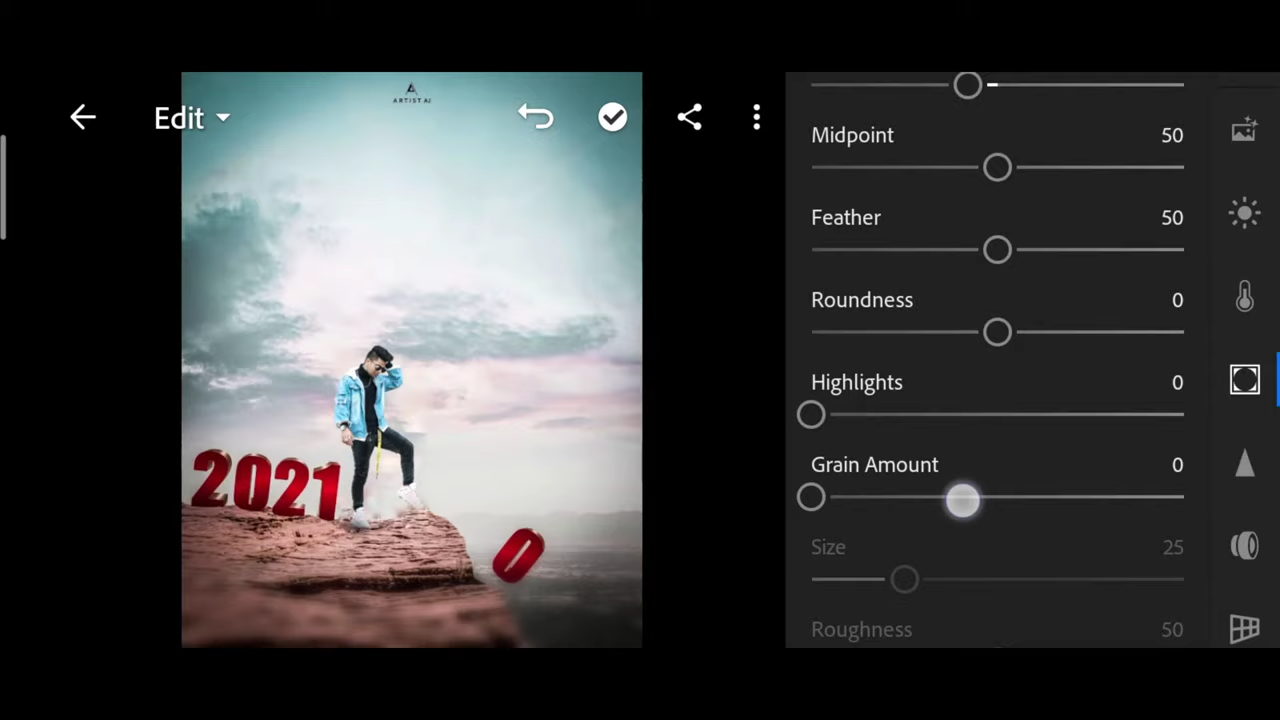 ARTIST AJ
Edit
Midpoint 50
Feather 50
Roundness 0
Highlights 0
Grain Amount 0
Size 25
Roughness 50
2021
0